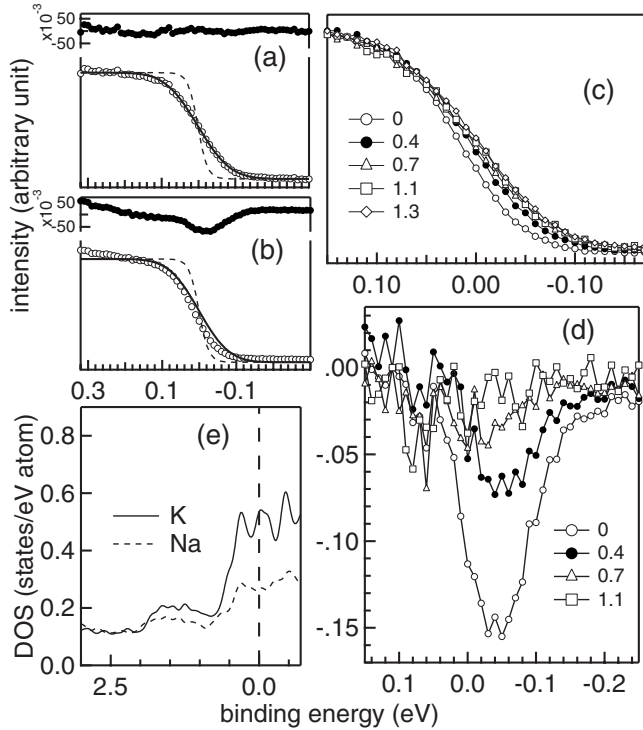 intensity (arbitrary unit)
x10⁻³
50
-50
(a)
x10⁻³
50
-50
(b)
0.3 0.1 -0.1
(c)
0
0.4
0.7
1.1
1.3
0.10 0.00 -0.10
(d)
.00
-.05
-.10
-.15
0
0.4
0.7
1.1
0.1 0.0 -0.1 -0.2
(e)
DOS (states/eV atom)
0.8
0.6
0.4
0.2
0.0
K
Na
2.5 0.0
binding energy (eV)